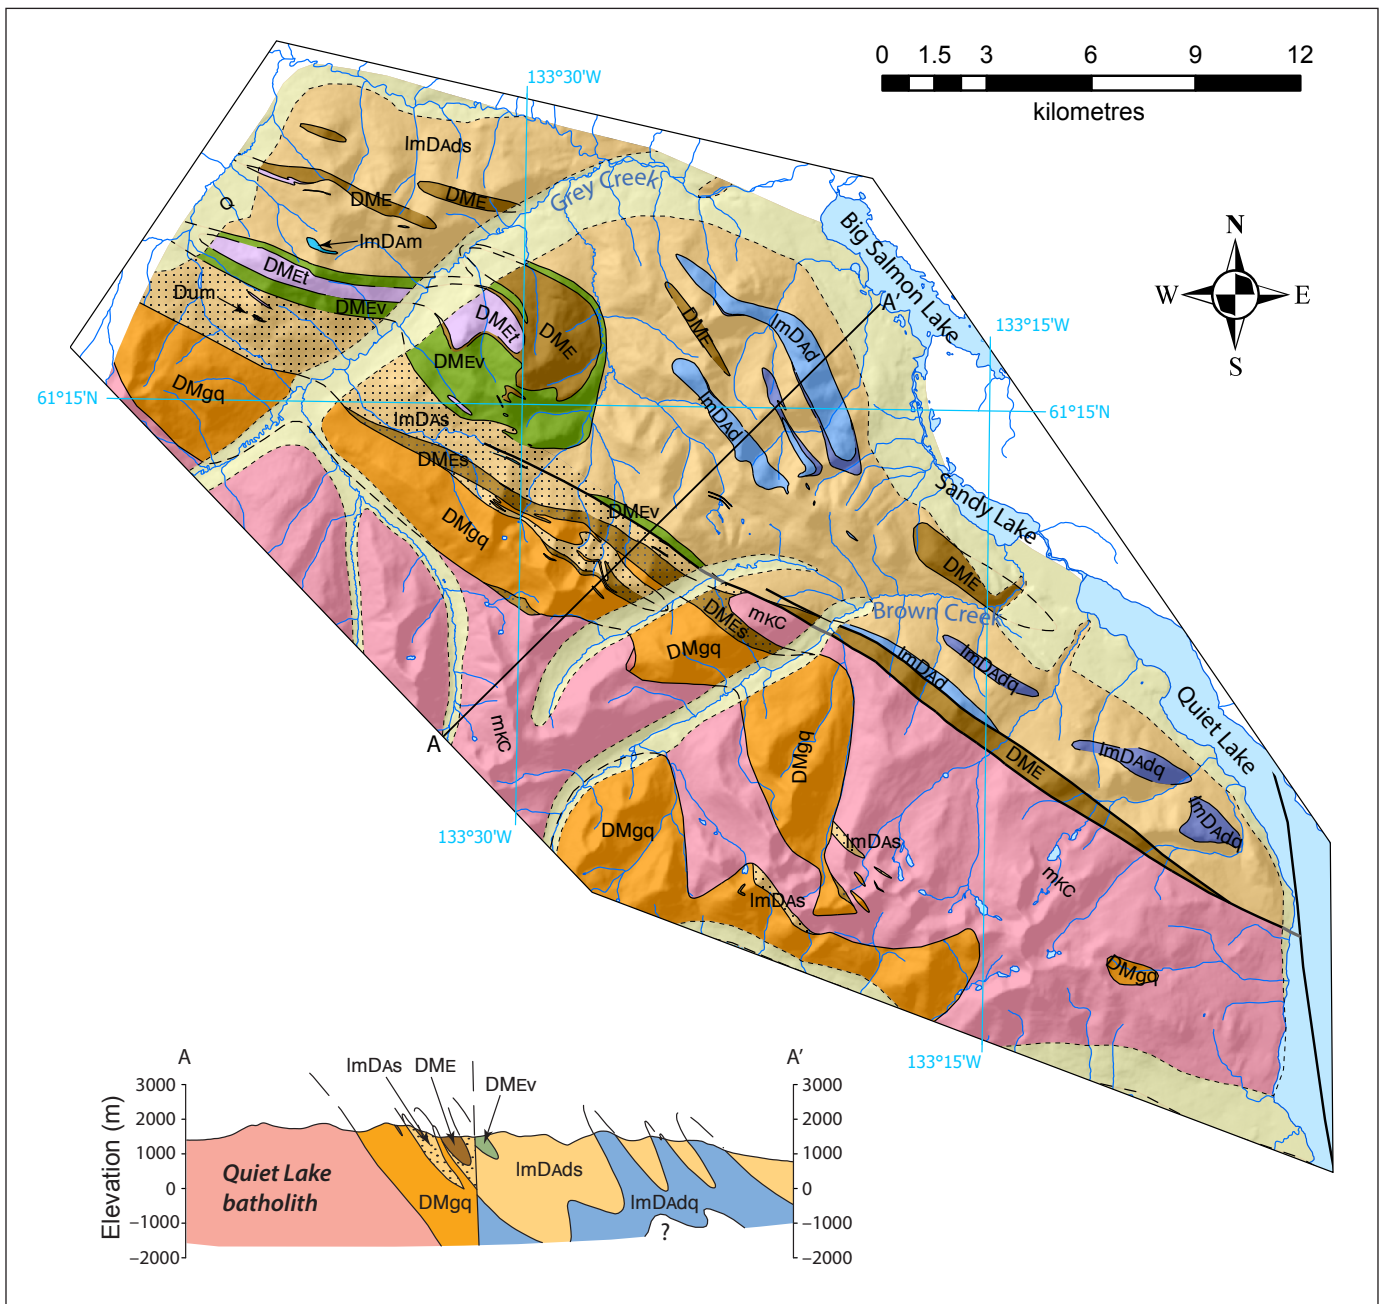 0 1.5 3 6 9 12
kilometres
133°30'W
lmDAds
Grey Creek
DME
DME
Q
lmDAm
Big Salmon Lake
N
W E
S
DMEt
Dum
DMEv
A'
133°15'W
DMEt
DME
DME
lmDAd
DMEv
DMgq
61°15'N
61°15'N
lmDAd
lmDAs
DMEs
Sandy Lake
DMEv
DMgq
DME
DMEs
mKC
Brown Creek
DMgq
lmDAd
lmDAdq
Quiet Lake
mKC
A
DMgq
DME
lmDAdq
133°30'W
DMgq
lmDAs
lmDAdq
mKC
lmDAs
DMgq
133°15'W
A A'
lmDAs DME DMEv
3000 3000
2000 2000
1000 1000
0 0
−1000 −1000
−2000 −2000
Elevation (m)
Quiet Lake
batholith
DMgq
lmDAds
lmDAdq
?